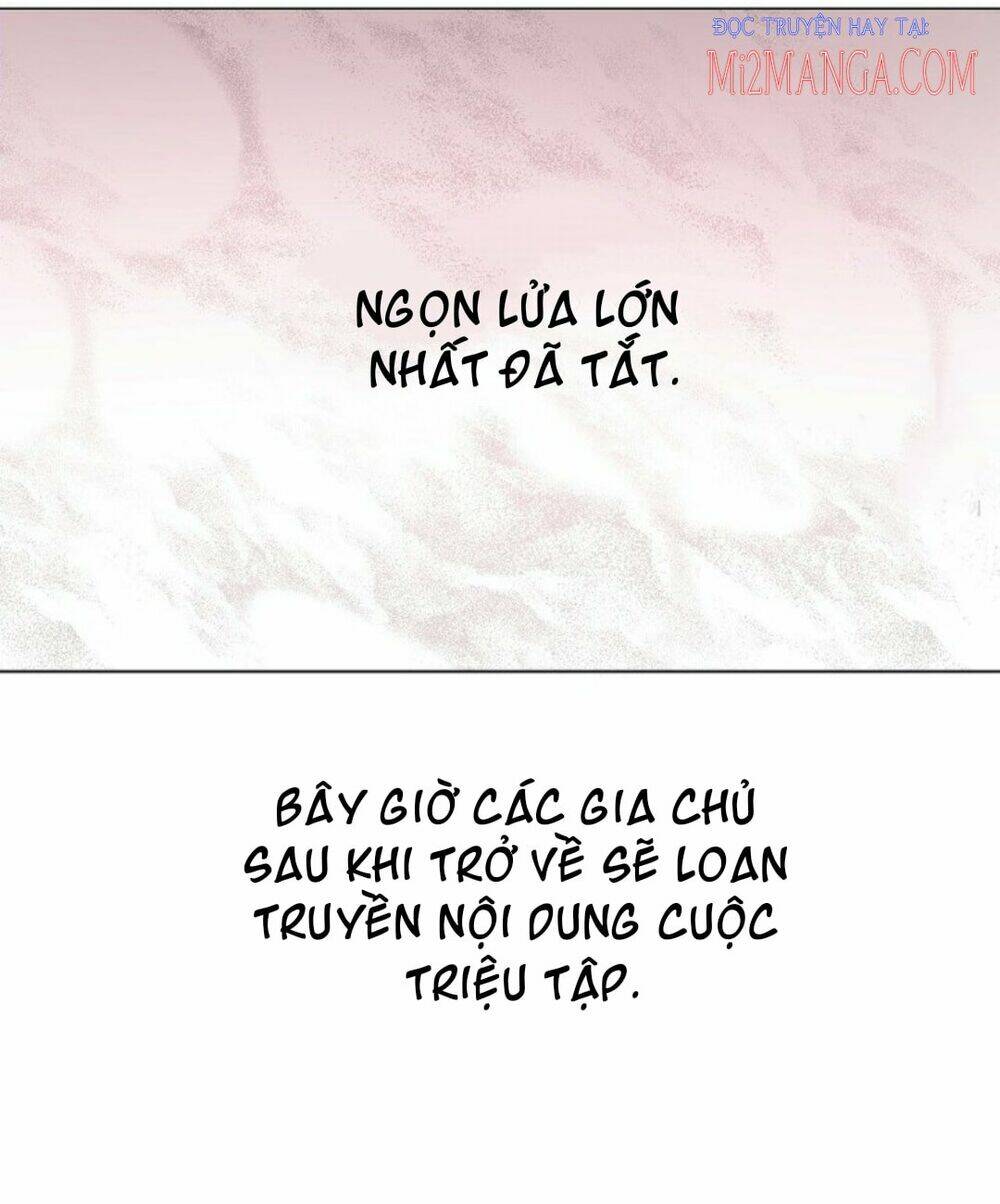 ĐỌC TRUYỆN HAY TẠI:
MI2MANGA.COM
NGỌN LỬA LỚN
NHẤT ĐÃ TẮT.
BÂY GIỜ CÁC GIA CHỦ
SAU KHI TRỞ VỀ SẼ LOAN
TRUYỀN NỘI DUNG CUỘC
TRIỆU TẬP.